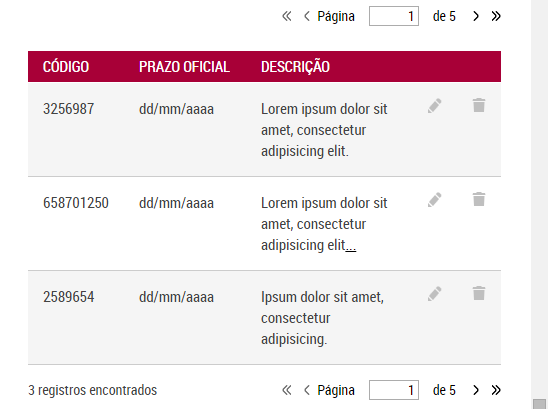 Página 1 de 5
CÓDIGO PRAZO OFICIAL DESCRIÇÃO
3256987 dd/mm/aaaa Lorem ipsum dolor sit
amet, consectetur
adipisicing elit.
658701250 dd/mm/aaaa Lorem ipsum dolor sit
amet, consectetur
adipisicing elit...
2589654 dd/mm/aaaa Ipsum dolor sit amet,
consectetur
adipisicing.
3 registros encontrados Página 1 de 5